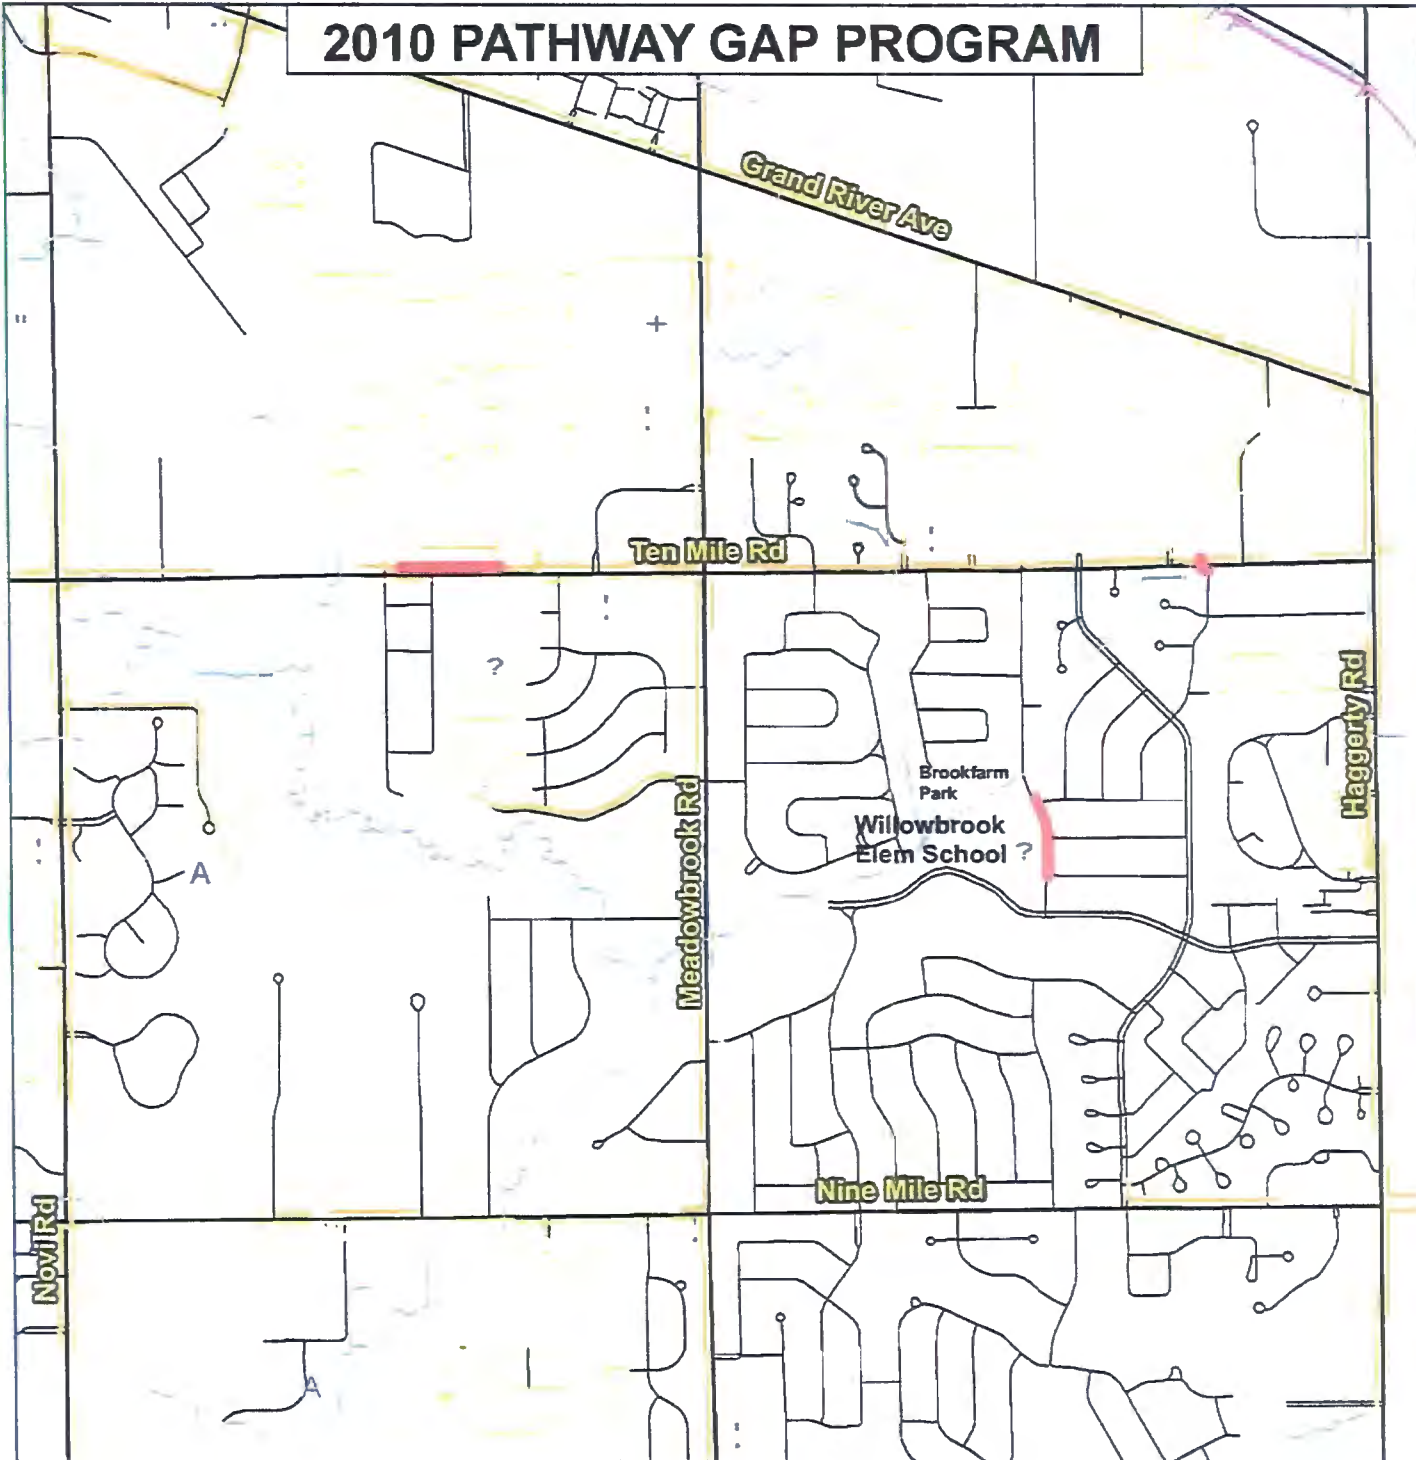 2010 PATHWAY GAP PROGRAM
Grand River Ave
Ten Mile Rd
Haggerty Rd
Brookfarm
Park
Willowbrook
Elem School
?
?
Meadowbrook Rd
A
Nine Mile Rd
Novi Rd
A